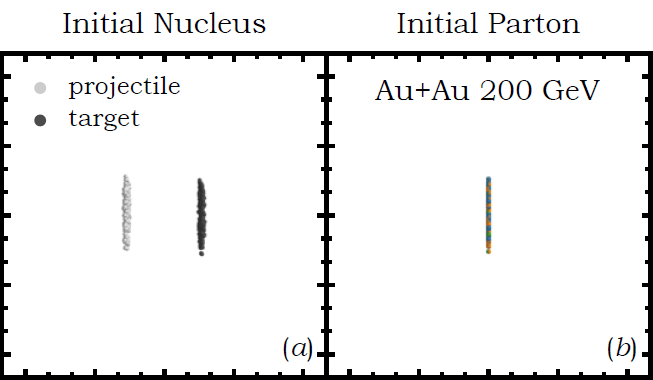 Initial Nucleus
Initial Parton
projectile
target
Au+Au 200 GeV
(a)
(b)